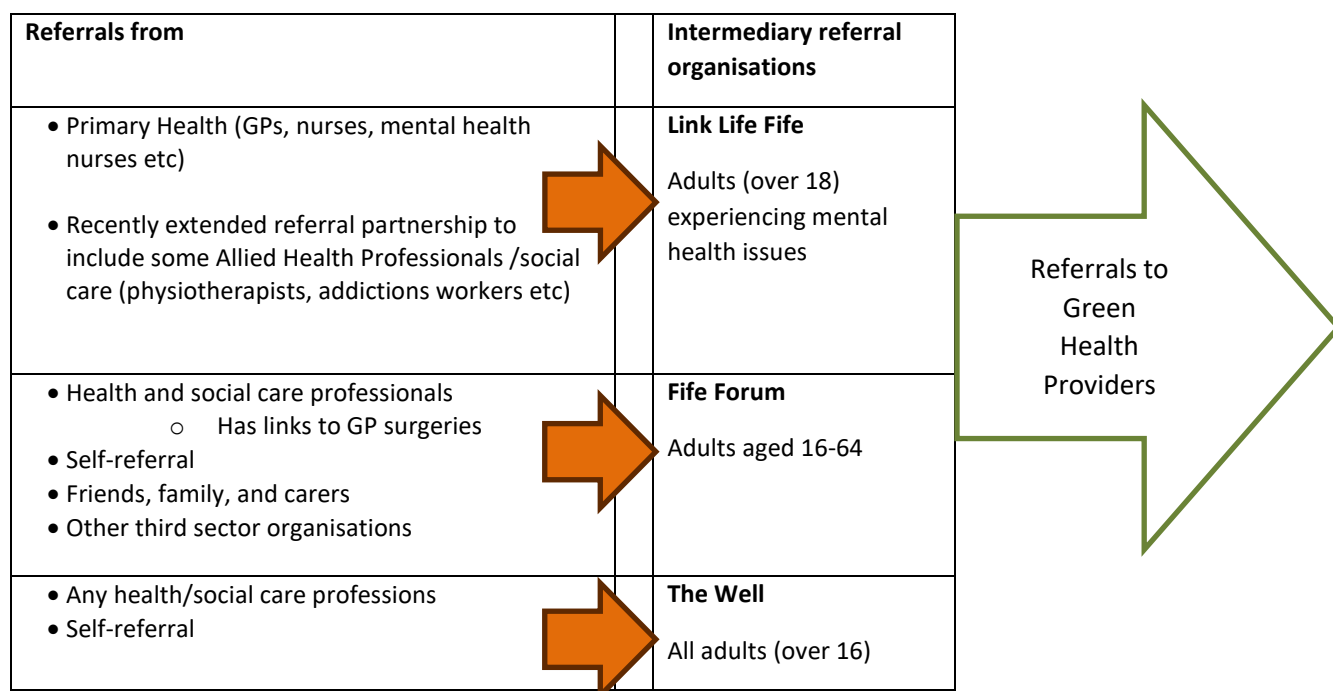 Referrals from
Intermediary referral
organisations
• Primary Health (GPs, nurses, mental health
nurses etc)
• Recently extended referral partnership to
include some Allied Health Professionals /social
care (physiotherapists, addictions workers etc)
Link Life Fife
Adults (over 18)
experiencing mental
health issues
• Health and social care professionals
o Has links to GP surgeries
• Self-referral
• Friends, family, and carers
• Other third sector organisations
Fife Forum
Adults aged 16-64
• Any health/social care professions
• Self-referral
The Well
All adults (over 16)
Referrals to
Green
Health
Providers